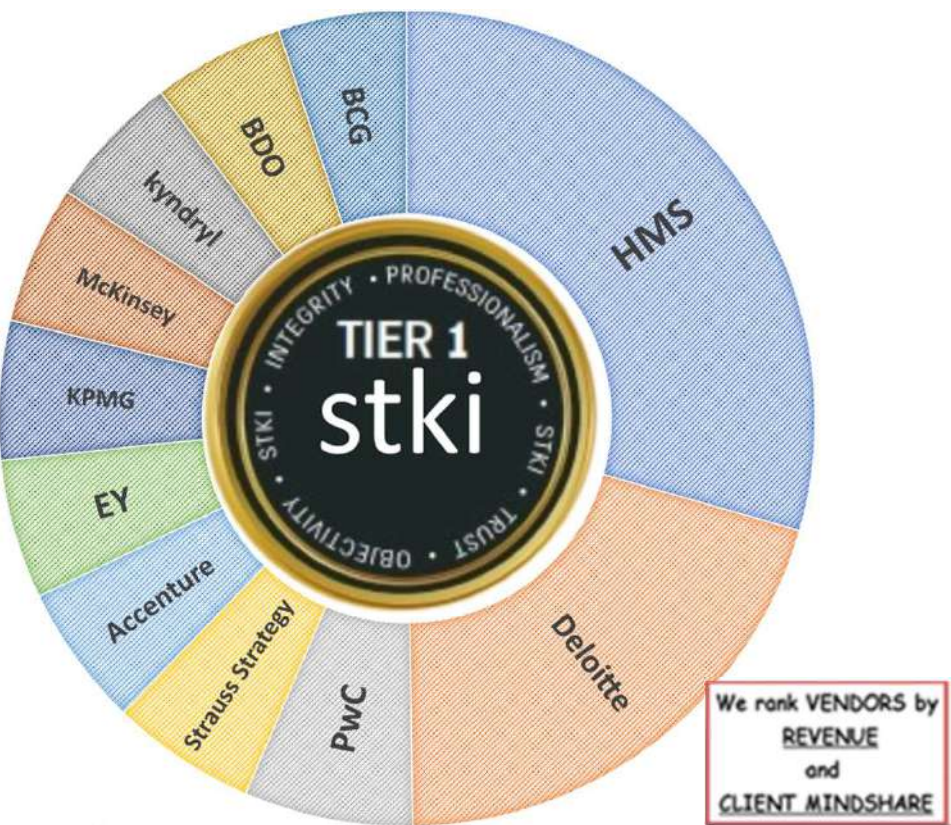 HMS
Deloitte
PwC
Strauss Strategy
Accenture
EY
KPMG
McKinsey
kyndryl
BDO
BCG
TIER 1
stki
• PROFESSIONALISM • STKI • TRUST • OBJECTIVITY • STKI • INTEGRITY
We rank VENDORS by
REVENUE
and
CLIENT MINDSHARE